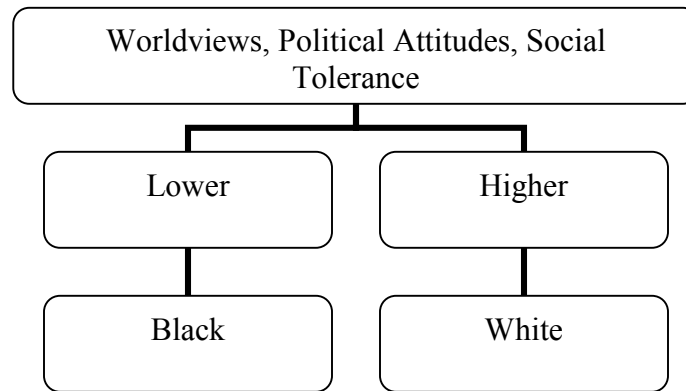 Worldviews, Political Attitudes, Social
Tolerance
Lower
Higher
Black
White